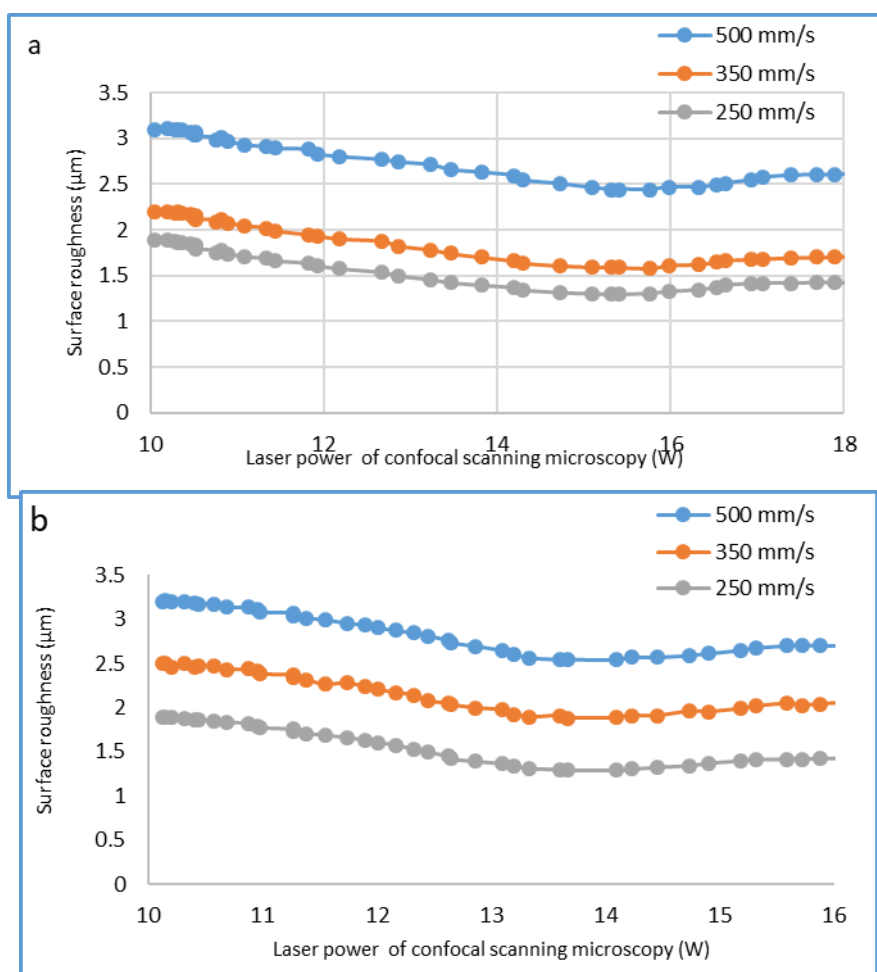 a
500 mm/s
350 mm/s
250 mm/s
Surface roughness (μm)
3.5
3
2.5
2
1.5
1
0.5
0
10 12 14 16 18
Laser power of confocal scanning microscopy (W)
b
500 mm/s
350 mm/s
250 mm/s
Surface roughness (μm)
3.5
3
2.5
2
1.5
1
0.5
0
10 11 12 13 14 15 16
Laser power of confocal scanning microscopy (W)